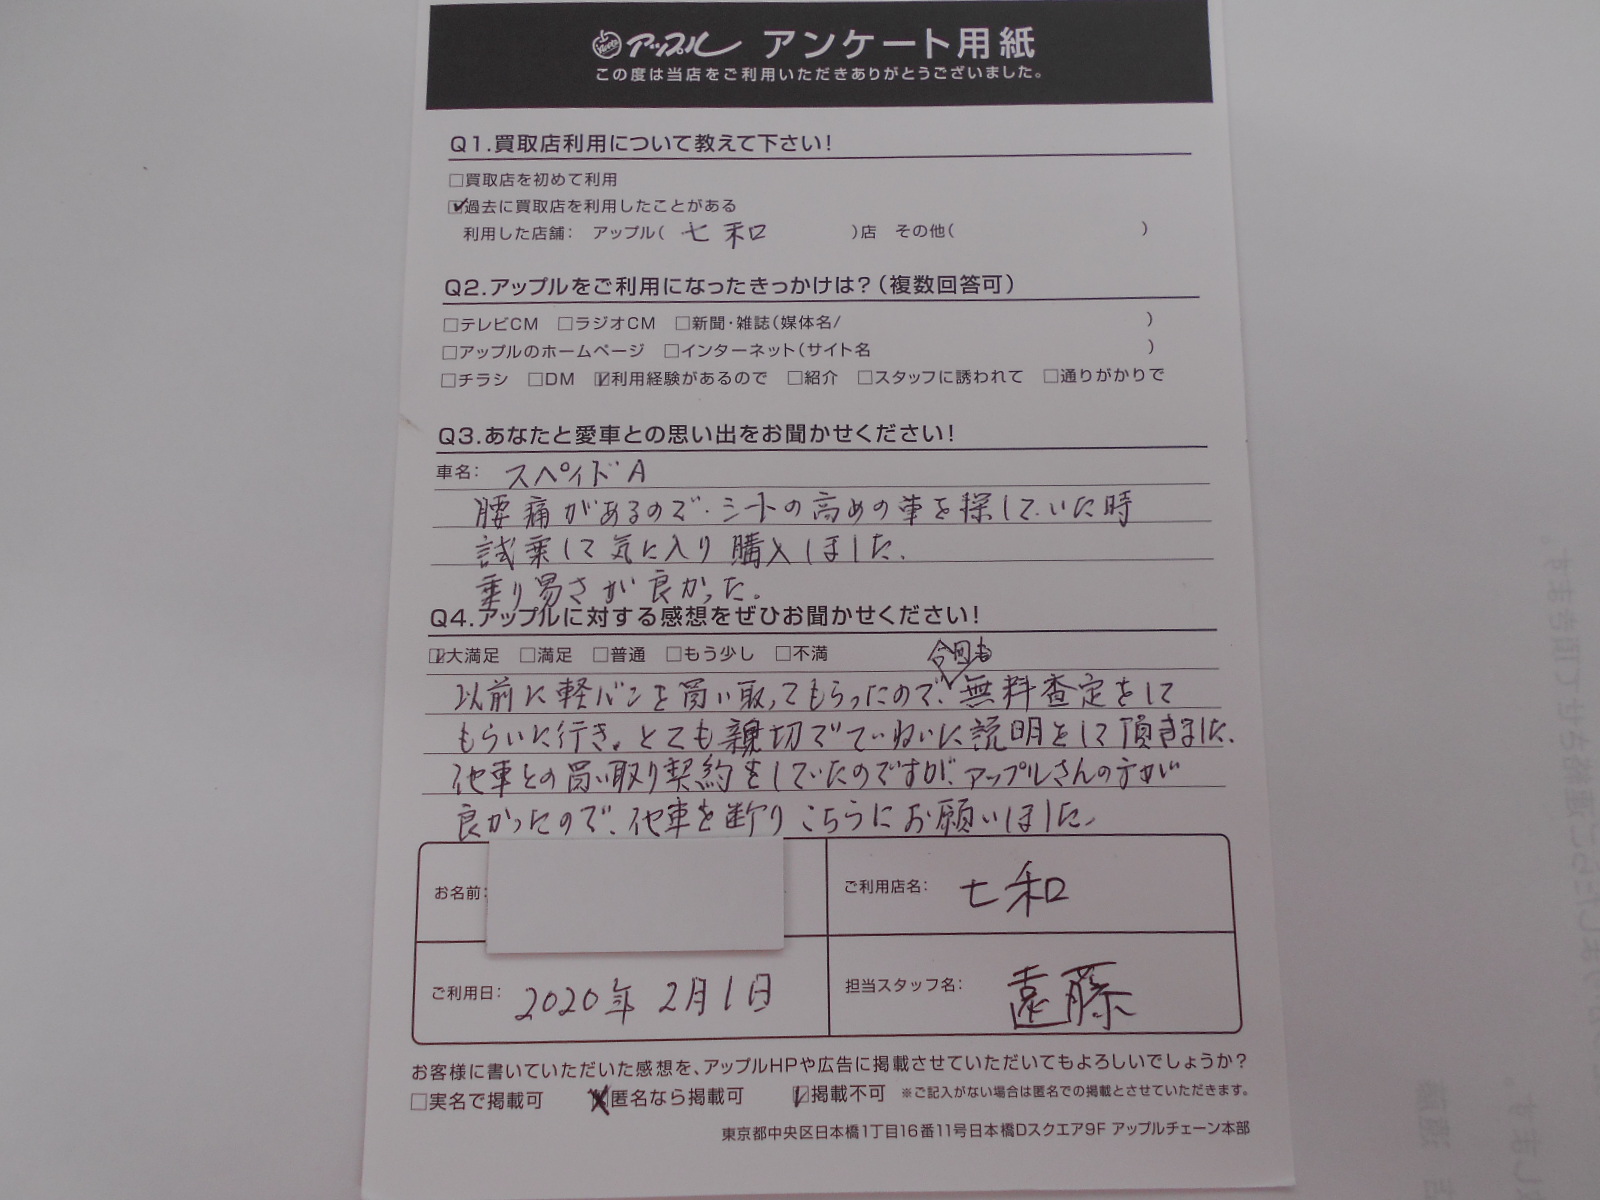 アップル アンケート用紙
この度は当店をご利用いただきありがとうございました。
Q1.買取店利用について教えて下さい！
□買取店を初めて利用
☑過去に買取店を利用したことがある
利用した店舗： アップル（ 七和 ）店 その他（ ）
Q2.アップルをご利用になったきっかけは？（複数回答可）
□テレビCM □ラジオCM □新聞・雑誌（媒体名/ ）
□アップルのホームページ □インターネット（サイト名 ）
□チラシ □DM ☑利用経験があるので □紹介 □スタッフに誘われて □通りがかりで
Q3.あなたと愛車との思い出をお聞かせください！
車名： スペイドA
腰痛があるので、シートの高めの車を探していた時
試乗して気に入り購入しました。
乗り易さが良かった。
Q4.アップルに対する感想をぜひお聞かせください！
☑大満足 □満足 □普通 □もう少し □不満
今回も
以前に軽バンを買い取ってもらったので、無料査定をして
もらいに行き。とても親切でていねいに説明をして頂きました。
他車との買い取り契約をしていたのですが、アップルさんの方が
良かったので、他車を断りこちらにお願いしました。
お名前：
ご利用店名： 七和
ご利用日： 2020年 2月1日
担当スタッフ名： 遠藤
お客様に書いていただいた感想を、アップルHPや広告に掲載させていただいてもよろしいでしょうか？
□実名で掲載可 ☒匿名なら掲載可 ☑掲載不可 ※ご記入がない場合は匿名での掲載とさせていただきます。
東京都中央区日本橋1丁目16番11号日本橋Dスクエア9F アップルチェーン本部